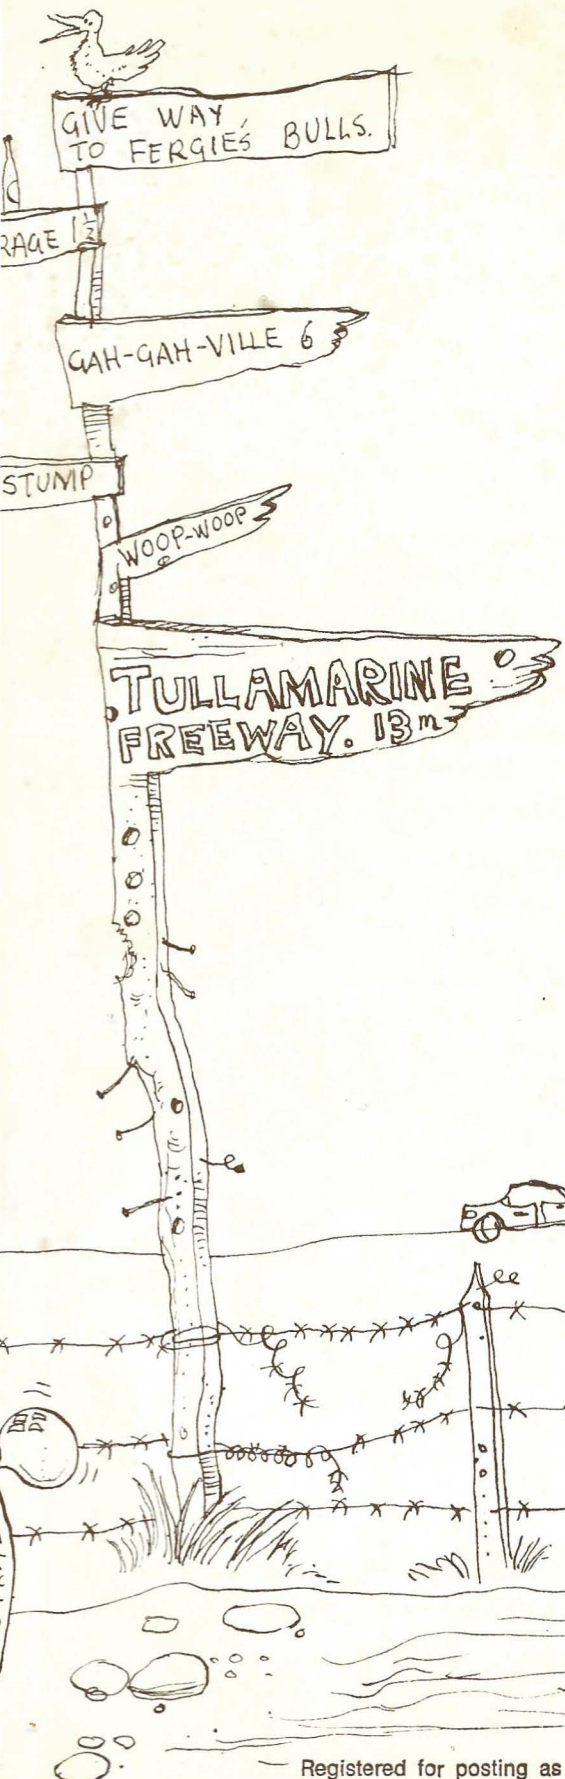 GIVE WAY
TO FERGIE'S BULLS.
RAGE 1½
GAH-GAH-VILLE 6
STUMP
WOOP-WOOP
TULLAMARINE
FREEWAY. 13m
Registered for posting as